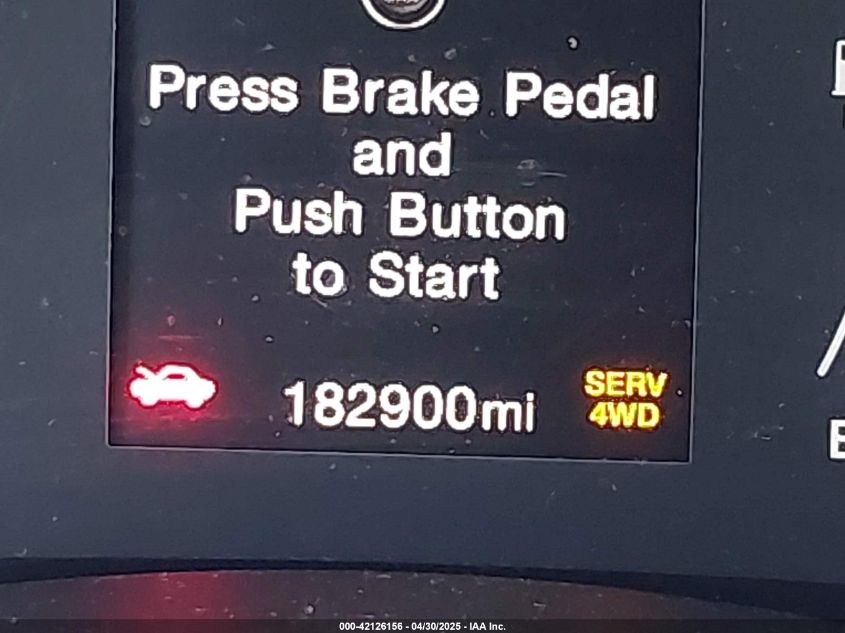 Press Brake Pedal
and
Push Button
to Start
182900mi
SERV
4WD
000-42126156 - 04/30/2025 - IAA Inc.